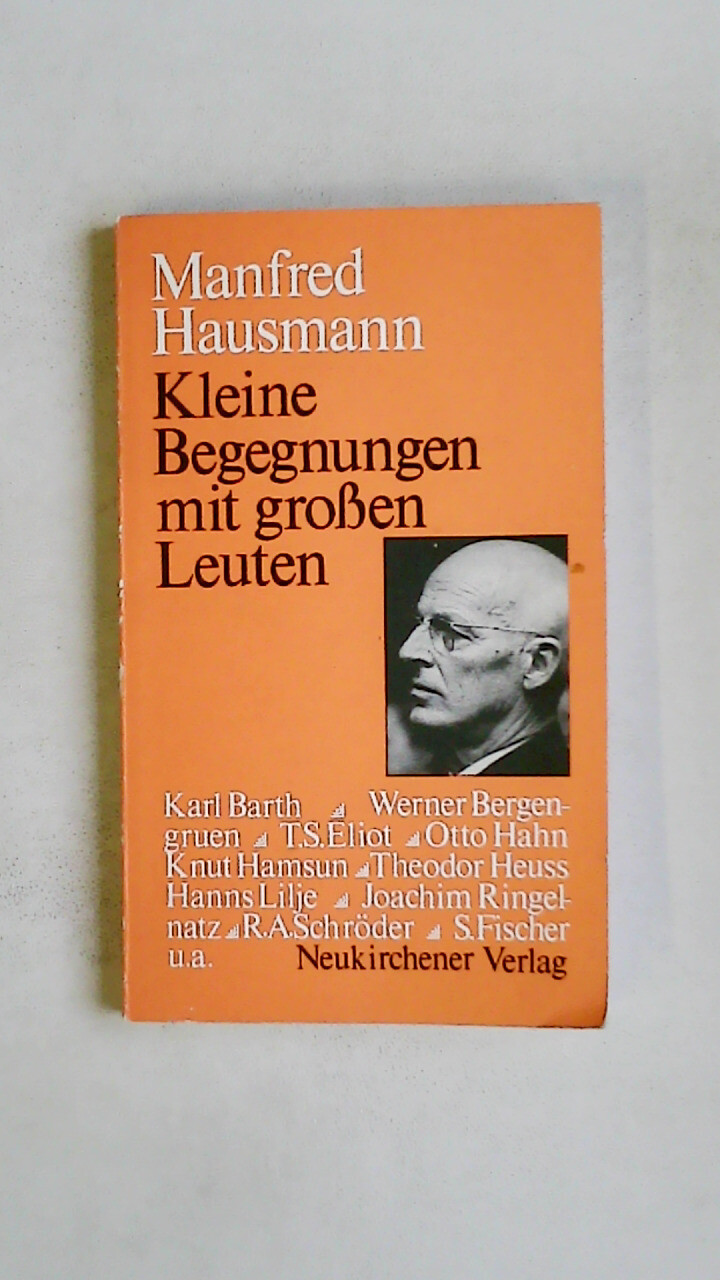 Manfred
Hausmann
Kleine
Begegnungen
mit großen
Leuten
Karl Barth Werner Bergen-
gruen T.S.Eliot Otto Hahn
Knut Hamsun Theodor Heuss
Hanns Lilje Joachim Ringel-
natz R.A.Schröder S.Fischer
u.a. Neukirchener Verlag